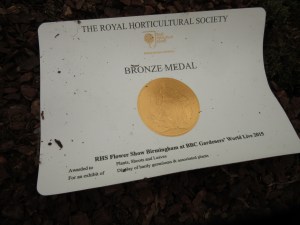 THE ROYAL HORTICULTURAL SOCIETY
BRONZE MEDAL
RHS Flower Show Birmingham at BBC Gardeners' World Live 2015
Awarded to Plants, Shoots and Leaves
For an exhibit of Display of hardy geraniums & associated plants